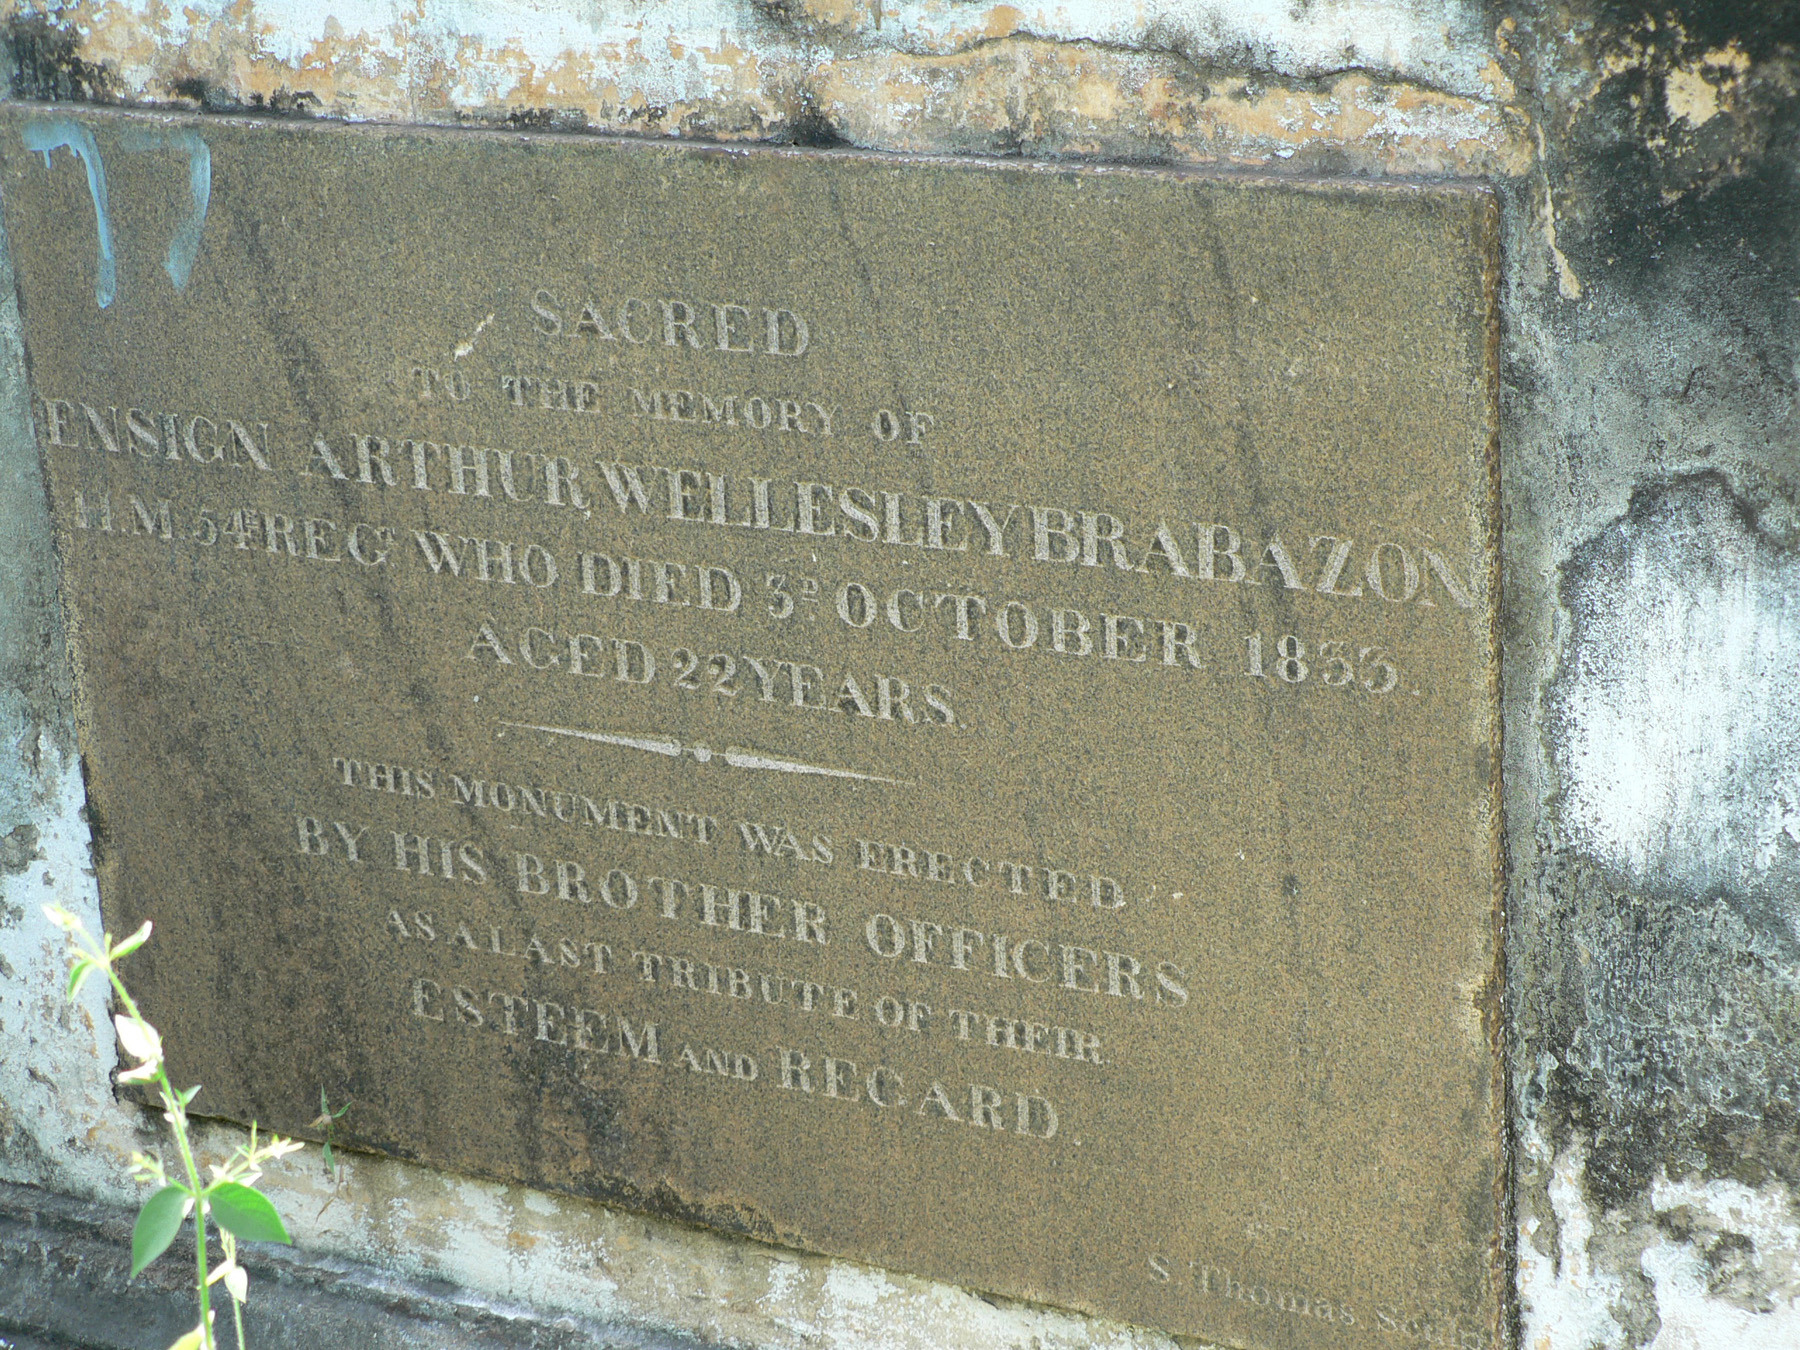 77
SACRED
TO THE MEMORY OF
ENSIGN ARTHUR WELLESLEY BRABAZON
H.M. 54TH REGT. WHO DIED 3D. OCTOBER 1833.
AGED 22 YEARS.
THIS MONUMENT WAS ERECTED
BY HIS BROTHER OFFICERS
AS A LAST TRIBUTE OF THEIR
ESTEEM AND REGARD.
S. Thomas